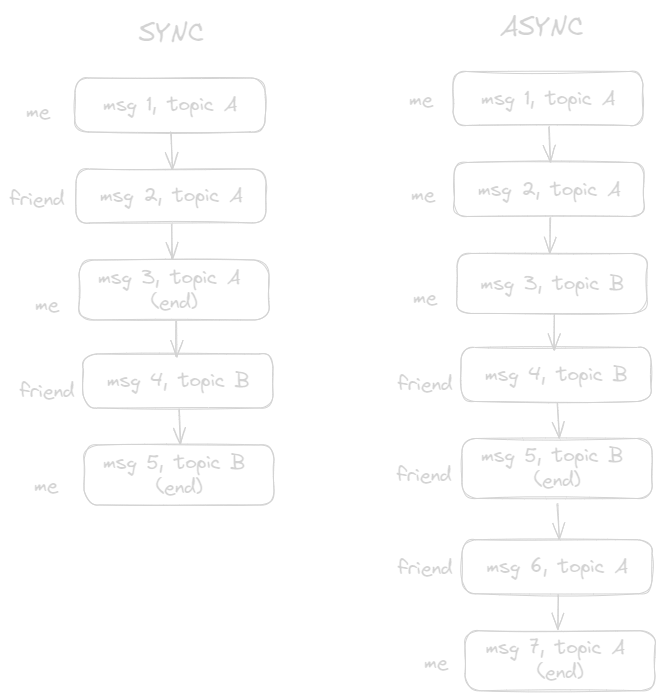 SYNC
me
msg 1, topic A
friend
msg 2, topic A
me
msg 3, topic A
(end)
friend
msg 4, topic B
me
msg 5, topic B
(end)
ASYNC
me
msg 1, topic A
me
msg 2, topic A
me
msg 3, topic B
friend
msg 4, topic B
friend
msg 5, topic B
(end)
friend
msg 6, topic A
me
msg 7, topic A
(end)